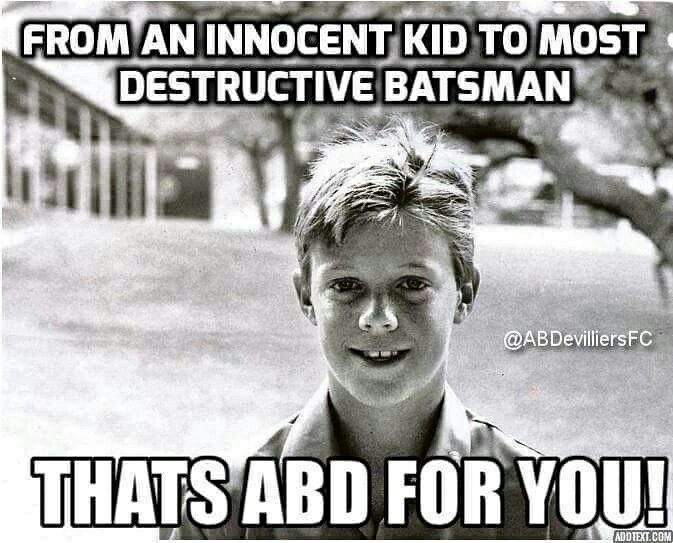 FROM AN INNOCENT KID TO MOST
DESTRUCTIVE BATSMAN
@ABDevilliersFC
THATS ABD FOR YOU!
ADDTEXT.COM